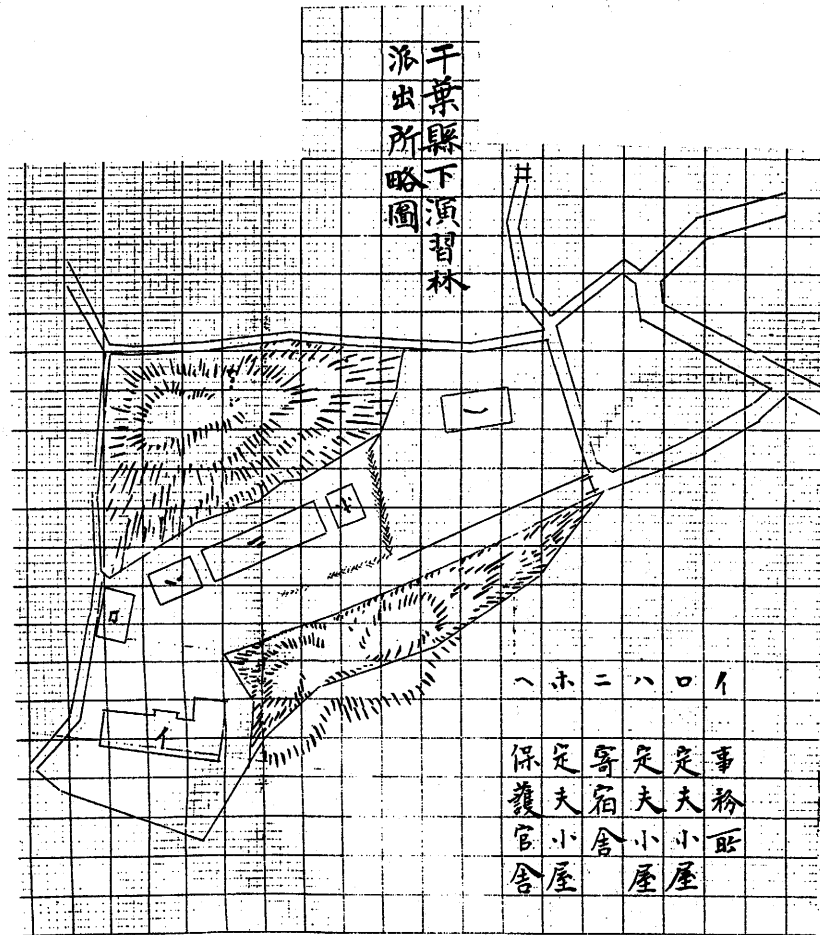 千葉縣下演習林
派出所略圖
イ 事務所
ロ 定夫小屋
ハ 定夫小屋
ニ 寄宿舎
ホ 定夫小屋
ヘ 保護官舎
ヘ
ホ
ニ
ハ
ロ
イ